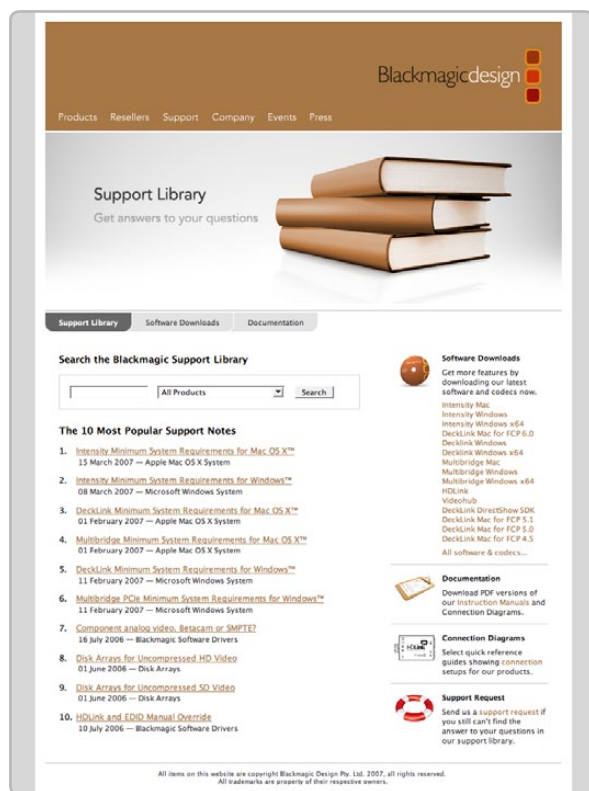 Blackmagicdesign
Products Resellers Support Company Events Press
Support Library
Get answers to your questions
Support Library Software Downloads Documentation
Search the Blackmagic Support Library
All Products Search
The 10 Most Popular Support Notes
1. Intensity Minimum System Requirements for Mac OS X™
15 March 2007 — Apple Mac OS X System
2. Intensity Minimum System Requirements for Windows™
08 March 2007 — Microsoft Windows System
3. DeckLink Minimum System Requirements for Mac OS X™
01 February 2007 — Apple Mac OS X System
4. Multibridge Minimum System Requirements for Mac OS X™
01 February 2007 — Apple Mac OS X System
5. DeckLink Minimum System Requirements for Windows™
11 February 2007 — Microsoft Windows System
6. Multibridge PCIe Minimum System Requirements for Windows™
11 February 2007 — Microsoft Windows System
7. Component analog video. Betacam or SMPTE?
16 July 2006 — Blackmagic Software Drivers
8. Disk Arrays for Uncompressed HD Video
01 June 2006 — Disk Arrays
9. Disk Arrays for Uncompressed SD Video
01 June 2006 — Disk Arrays
10. HDLink and EDID Manual Override
10 July 2006 — Blackmagic Software Drivers
Software Downloads
Get more features by
downloading our latest
software and codecs now.
Intensity Mac
Intensity Windows
Intensity Windows x64
DeckLink Mac for FCP 6.0
Decklink Windows
Decklink Windows x64
Multibridge Mac
Multibridge Windows
Multibridge Windows x64
HDLink
Videohub
DeckLink DirectShow SDK
DeckLink Mac for FCP 5.1
DeckLink Mac for FCP 5.0
DeckLink Mac for FCP 4.5
All software & codecs...
Documentation
Download PDF versions of
our Instruction Manuals and
Connection Diagrams.
HDLink
Connection Diagrams
Select quick reference
guides showing connection
setups for our products.
Support Request
Send us a support request if
you still can't find the
answer to your questions in
our support library.
All items on this website are copyright Blackmagic Design Pty. Ltd. 2007, all rights reserved.
All trademarks are property of their respective owners.